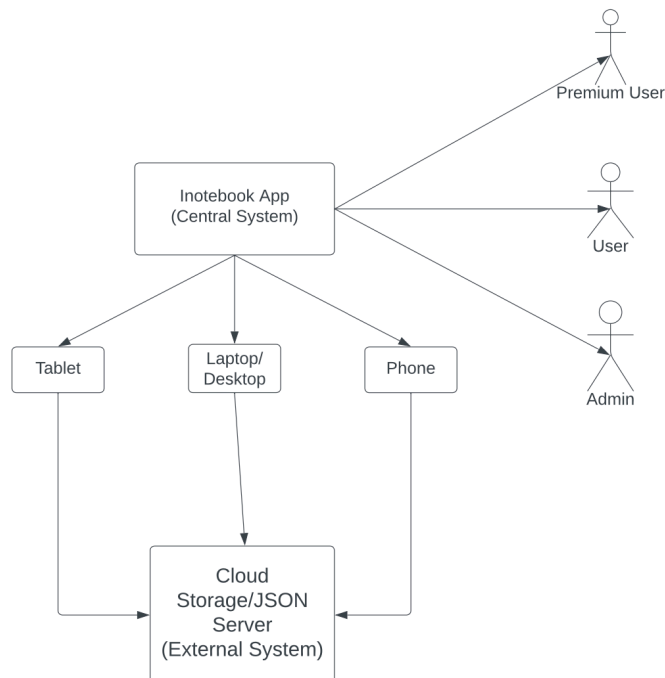 Premium User
Inotebook App
(Central System)
User
Tablet
Laptop/
Desktop
Phone
Admin
Cloud
Storage/JSON
Server
(External System)